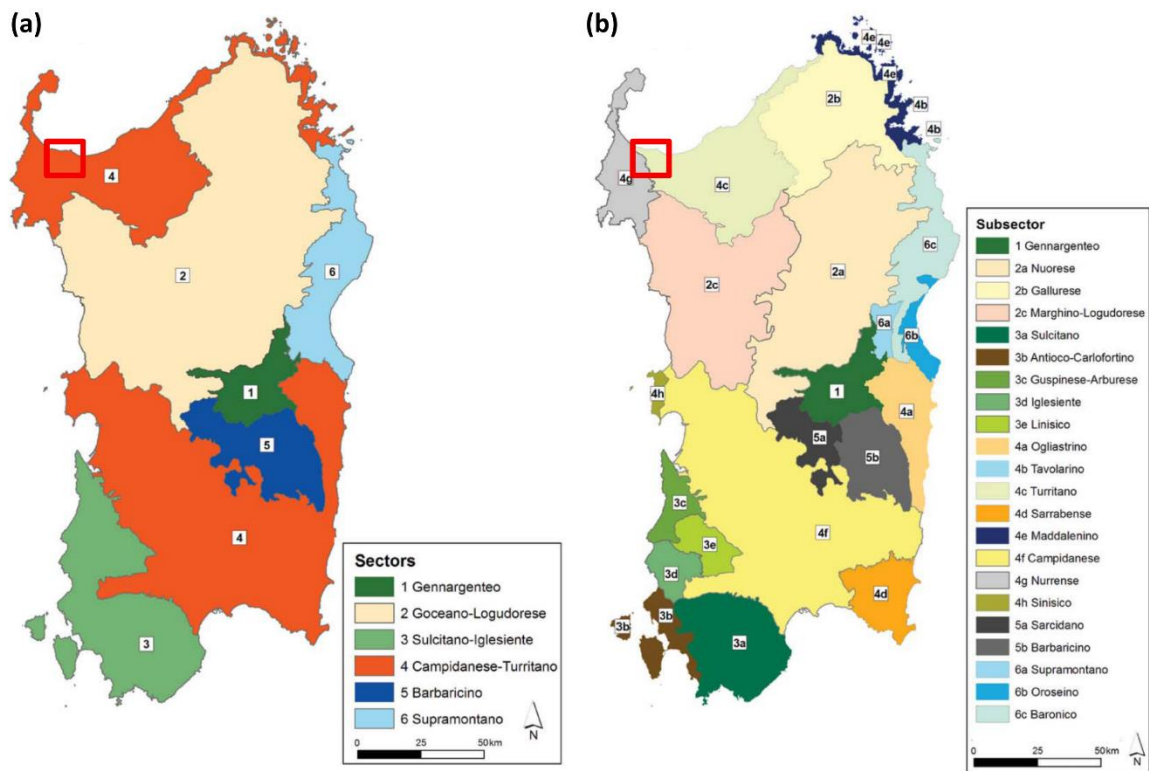 (a)
4
2
6
1
5
4
3
Sectors
1 Gennargenteo
2 Goceano-Logudorese
3 Sulcitano-Iglesiente
4 Campidanese-Turritano
5 Barbaricino
6 Supramontano
N
0 25 50km
(b)
4e
4e
4e
4b
2b
4b
4g
4c
6c
2c
2a
6a
6b
1
4h
4a
5a
5b
3c
4f
3e
3d
4d
3b
3b
3a
Subsector
1 Gennargenteo
2a Nuorese
2b Gallurese
2c Marghino-Logudorese
3a Sulcitano
3b Antioco-Carlofortino
3c Guspinese-Arburese
3d Iglesiente
3e Linisico
4a Ogliastrino
4b Tavolarino
4c Turritano
4d Sarrabense
4e Maddalenino
4f Campidanese
4g Nurrense
4h Sinisico
5a Sarcidano
5b Barbaricino
6a Supramontano
6b Oroseino
6c Baronico
0 25 50km
N